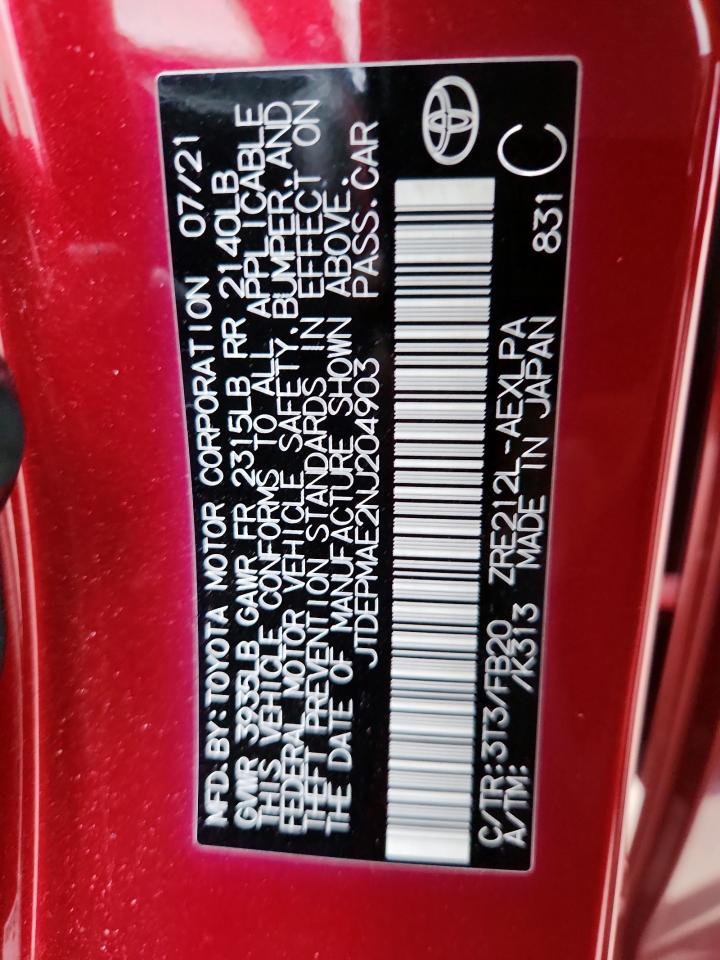 MFD.BY:TOYOTA MOTOR CORPORATION 07/21
GVWR 3935LB GAWR FR 2315LB RR 2140LB
THIS VEHICLE CONFORMS TO ALL APPLICABLE
FEDERAL MOTOR VEHICLE SAFETY,BUMPER,AND
THEFT PREVENTION STANDARDS IN EFFECT ON
THE DATE OF MANUFACTURE SHOWN ABOVE.
JTDEPMAE2NJ204903 PASS.CAR
C/TR:3T3/FB20 ZRE212L-AEXLPA 831 C
A/TM: /K313 MADE IN JAPAN